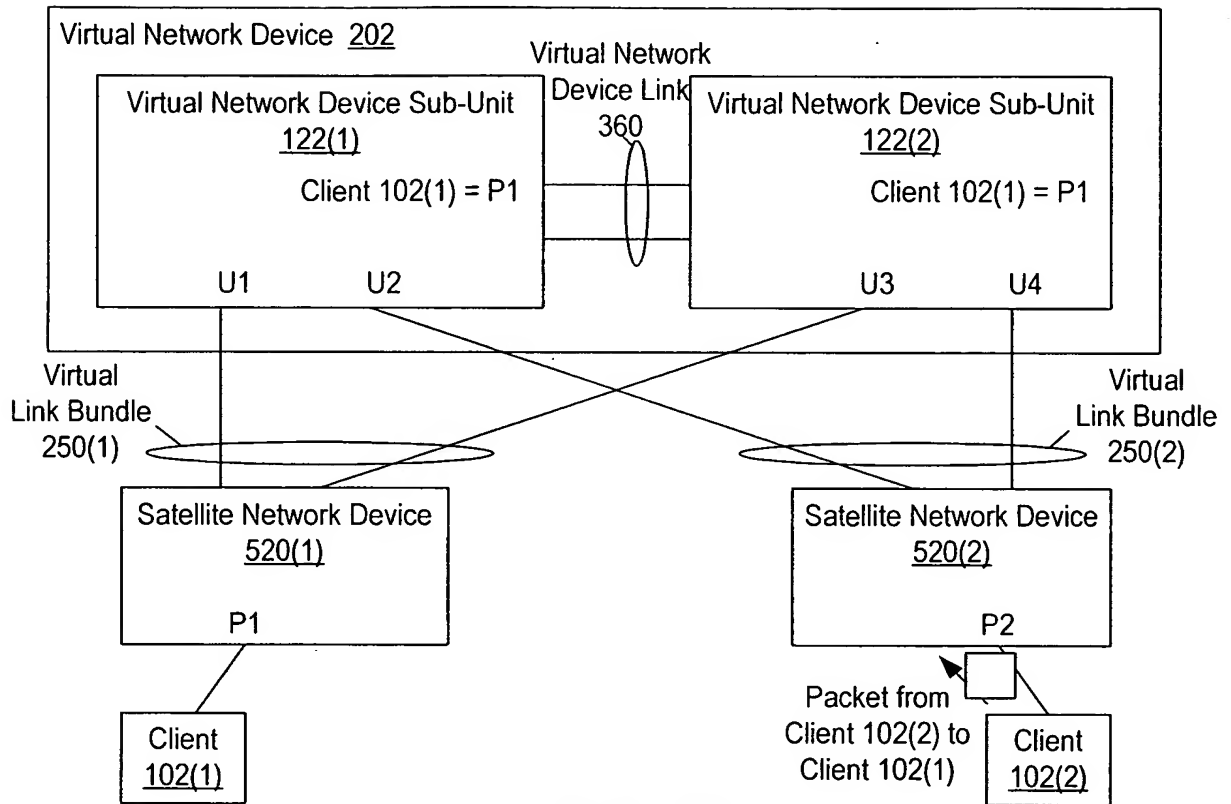 Virtual Network Device 202
Virtual Network
Device Link
360
Virtual Network Device Sub-Unit
122(1)
Client 102(1) = P1
U1
U2
Virtual Network Device Sub-Unit
122(2)
Client 102(1) = P1
U3
U4
Virtual
Link Bundle
250(1)
Virtual
Link Bundle
250(2)
Satellite Network Device
520(1)
P1
Satellite Network Device
520(2)
P2
Client
102(1)
Packet from
Client 102(2) to
Client 102(1)
Client
102(2)